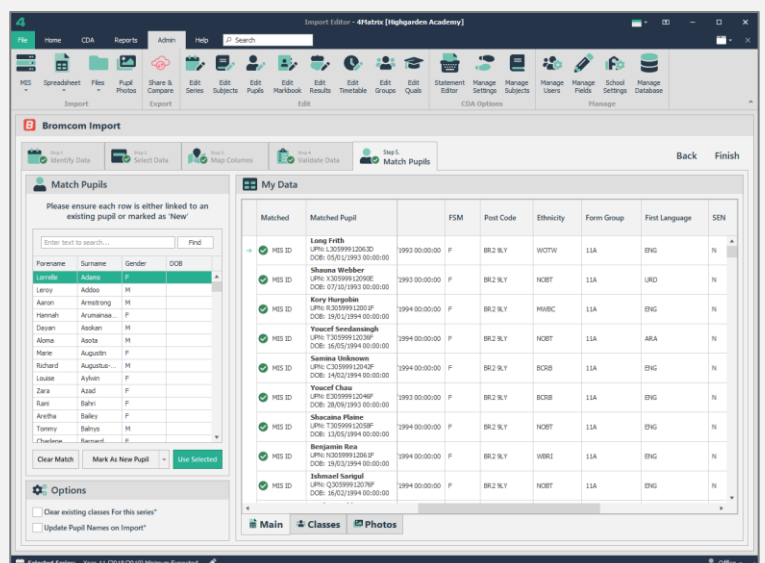 4
Import Editor - 4Matrix [Highgarden Academy]
File Home CDA Reports Admin Help Search
MIS Spreadsheet Files Pupil Photos Share & Compare Edit Series Edit Subjects Edit Pupils Edit Markbook Edit Results Edit Timetable Edit Groups Edit Quals Statement Editor Manage Settings Manage Subjects Manage Users Manage Fields School Settings Manage Database
Import Export Edit CDA Options Manage
B Bromcom Import
Step 1. Identify Data
Step 2. Select Data
Step 3. Map Columns
Step 4. Validate Data
Step 5. Match Pupils
Back Finish
Match Pupils
Please ensure each row is either linked to an
existing pupil or marked as 'New'
Enter text to search... Find
Forename Surname Gender DOB
Lorrelle Adams F
Leroy Addoo M
Aaron Armstrong M
Hannah Arumainaa... F
Dayan Asokan M
Aloma Asota M
Marie Augustin F
Richard Augustus-... M
Louise Aylwin F
Zara Azad F
Rani Bahri F
Aretha Bailey F
Tommy Balnys M
Charlene Barnard F
Clear Match Mark As New Pupil Use Selected
Options
Clear existing classes For this series*
Update Pupil Names on Import*
My Data
Matched Matched Pupil FSM Post Code Ethnicity Form Group First Language SEN
Long Frith
MIS ID UPN: L30599912063D '1993 00:00:00 F BR2 9LY WOTW 11A ENG N
DOB: 05/01/1993 00:00:00
Shauna Webber
MIS ID UPN: X30599912090E '1993 00:00:00 F BR2 9LY NOBT 11A URD N
DOB: 07/10/1993 00:00:00
Kory Hurgobin
MIS ID UPN: R30599912001F '1994 00:00:00 F BR2 9LY MWBC 11A ENG N
DOB: 19/01/1994 00:00:00
Youcef Seedansingh
MIS ID UPN: T30599912036F '1994 00:00:00 F BR2 9LY NOBT 11A ARA N
DOB: 16/05/1994 00:00:00
Samina Unknown
MIS ID UPN: C30599912042F '1994 00:00:00 F BR2 9LY BCRB 11A ENG N
DOB: 14/02/1994 00:00:00
Youcef Chau
MIS ID UPN: E30599912046F '1993 00:00:00 F BR2 9LY BCRB 11A ENG N
DOB: 28/09/1993 00:00:00
Shacaina Plaine
MIS ID UPN: T30599912058F '1994 00:00:00 F BR2 9LY NOBT 11A ENG N
DOB: 13/05/1994 00:00:00
Benjamin Rea
MIS ID UPN: N30599912061F '1994 00:00:00 F BR2 9LY WBRI 11A ENG N
DOB: 19/03/1994 00:00:00
Ishmael Sarigul
MIS ID UPN: Q30599912076F '1994 00:00:00 F BR2 9LY NOBT 11A ENG N
DOB: 16/02/1994 00:00:00
Main Classes Photos
Selected Series: Year 11 (2018/2019) Minimum Expected